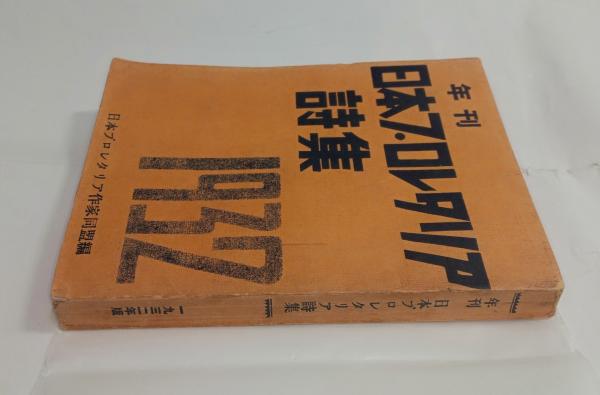 年刊
日本プ・ロレタリア
詩集
1932
日本プロレタリア作家同盟編
年刊 日本プロレタリア詩集 一九三二年版